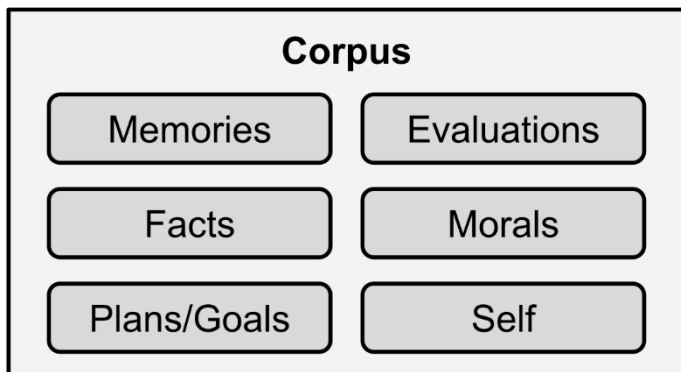 Corpus
Memories
Evaluations
Facts
Morals
Plans/Goals
Self